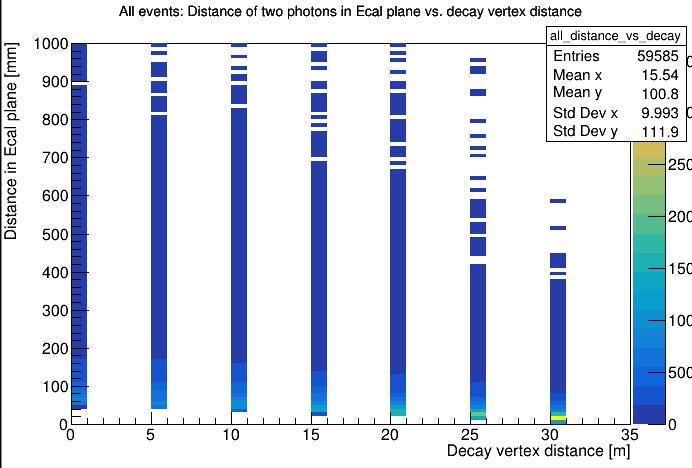 All events: Distance of two photons in Ecal plane vs. decay vertex distance
all_distance_vs_decay
Entries 59585
Mean x 15.54
Mean y 100.8
Std Dev x 9.993
Std Dev y 111.9
Distance in Ecal plane [mm]
1000
900
800
700
600
500
400
300
200
100
0
0 5 10 15 20 25 30 35
Decay vertex distance [m]
250
200
150
100
500
0